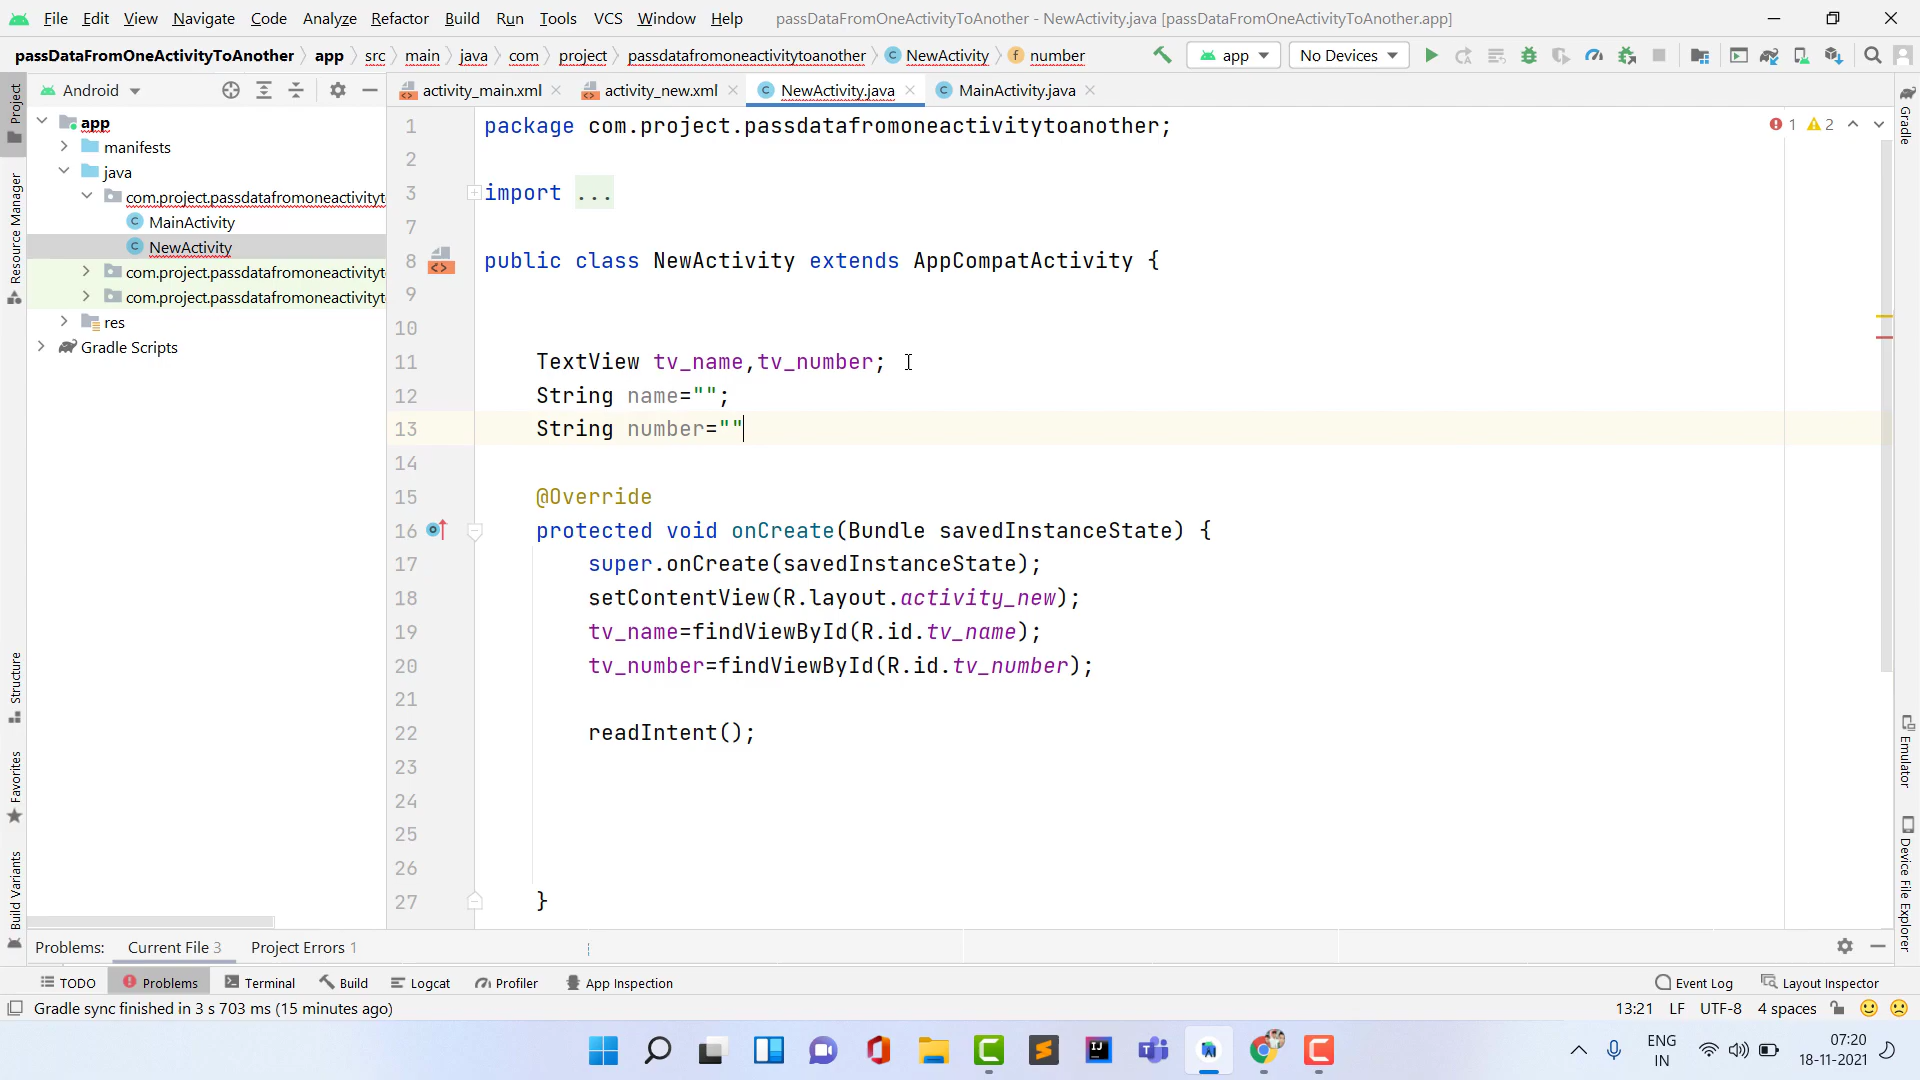 File Edit View Navigate Code Analyze Refactor Build Run Tools VCS Window Help passDataFromOneActivityToAnother - NewActivity.java [passDataFromOneActivityToAnother.app]
passDataFromOneActivityToAnother app src main java com project passdatafromoneactivitytoanother NewActivity number app No Devices
Project
Android
activity_main.xml activity_new.xml NewActivity.java MainActivity.java
Gradle
app
manifests
java
com.project.passdatafromoneactivityt
MainActivity
NewActivity
com.project.passdatafromoneactivityt
com.project.passdatafromoneactivityt
res
Gradle Scripts
Resource Manager
Structure
Favorites
Build Variants
1 package com.project.passdatafromoneactivitytoanother; 1 2
2
3 import ...
7
8 public class NewActivity extends AppCompatActivity {
9
10
11 TextView tv_name,tv_number;
12 String name="";
13 String number=""
14
15 @Override
16 protected void onCreate(Bundle savedInstanceState) {
17 super.onCreate(savedInstanceState);
18 setContentView(R.layout.activity_new);
19 tv_name=findViewById(R.id.tv_name);
20 tv_number=findViewById(R.id.tv_number);
21
22 readIntent();
23
24
25
26
27 }
Emulator
Device File Explorer
Problems: Current File 3 Project Errors 1
TODO Problems Terminal Build Logcat Profiler App Inspection Event Log Layout Inspector
Gradle sync finished in 3 s 703 ms (15 minutes ago) 13:21 LF UTF-8 4 spaces
ENG
IN
07:20
18-11-2021